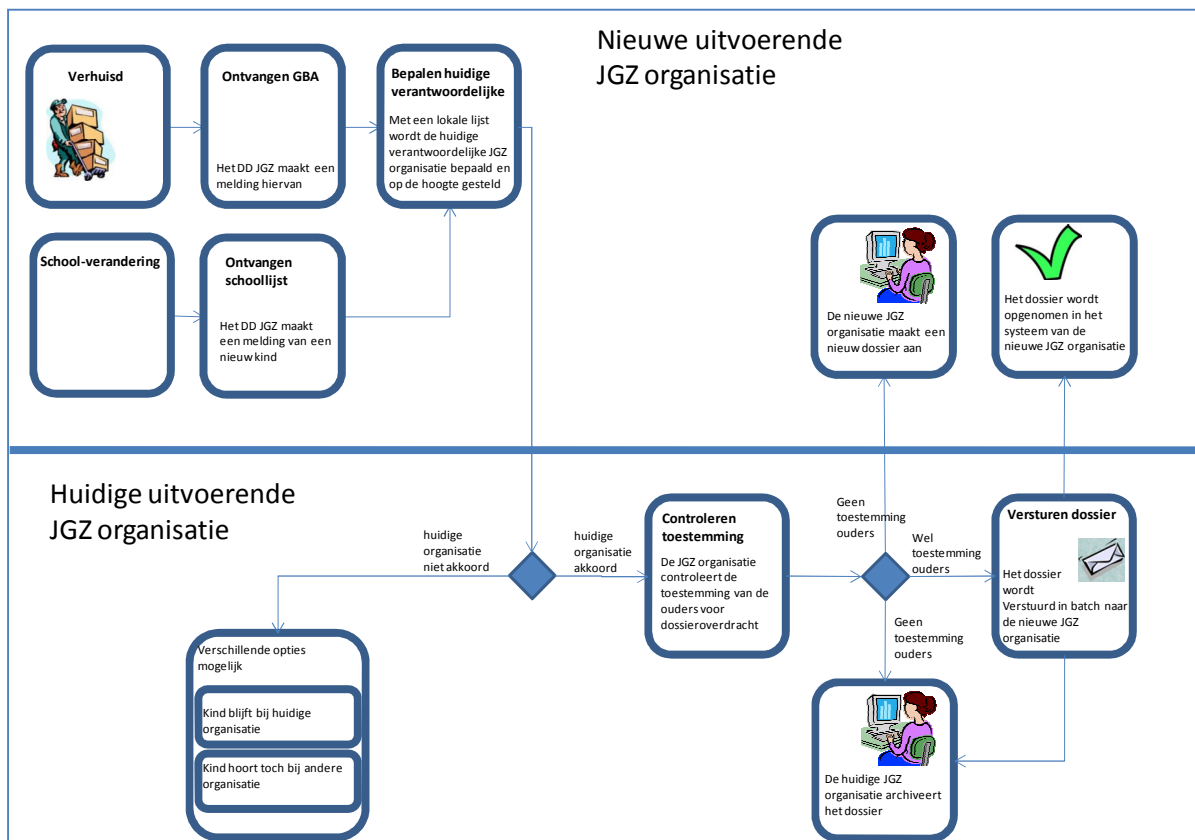 Nieuwe uitvoerende
JGZ organisatie
Verhuisd
Ontvangen GBA
Het DD JGZ maakt een
melding hiervan
Bepalen huidige
verantwoordelijke
Met een lokale lijst
wordt de huidige
verantwoordelijke JGZ
organisatie bepaald en
op de hoogte gesteld
School-verandering
Ontvangen
schoollijst
Het DD JGZ maakt
een melding van een
nieuw kind
De nieuwe JGZ
organisatie maakt een
nieuw dossier aan
Het dossier wordt
opgenomen in het
systeem van de
nieuwe JGZ organisatie
Huidige uitvoerende
JGZ organisatie
huidige
organisatie
niet akkoord
huidige
organisatie
akkoord
Controleren
toestemming
De JGZ organisatie
controleert de
toestemming van de
ouders voor
dossieroverdracht
Geen
toestemming
ouders
Wel
toestemming
ouders
Geen
toestemming
ouders
Versturen dossier
Het dossier
wordt
Verstuurd in batch naar
de nieuwe JGZ
organisatie
Verschillende opties
mogelijk
Kind blijft bij huidige
organisatie
Kind hoort toch bij andere
organisatie
De huidige JGZ
organisatie archiveert
het dossier